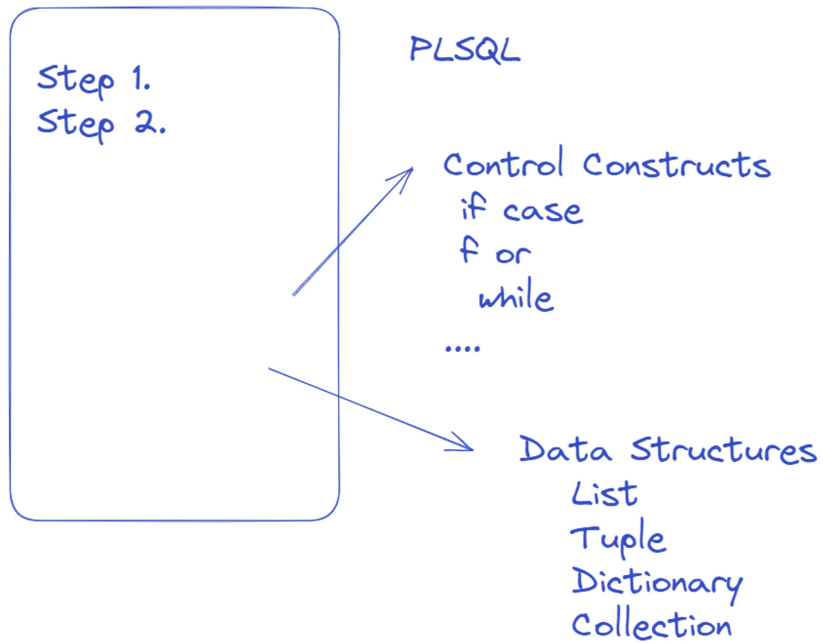 Step 1.
Step 2.
PLSQL
Control Constructs
if case
f or
while
....
Data Structures
List
Tuple
Dictionary
Collection